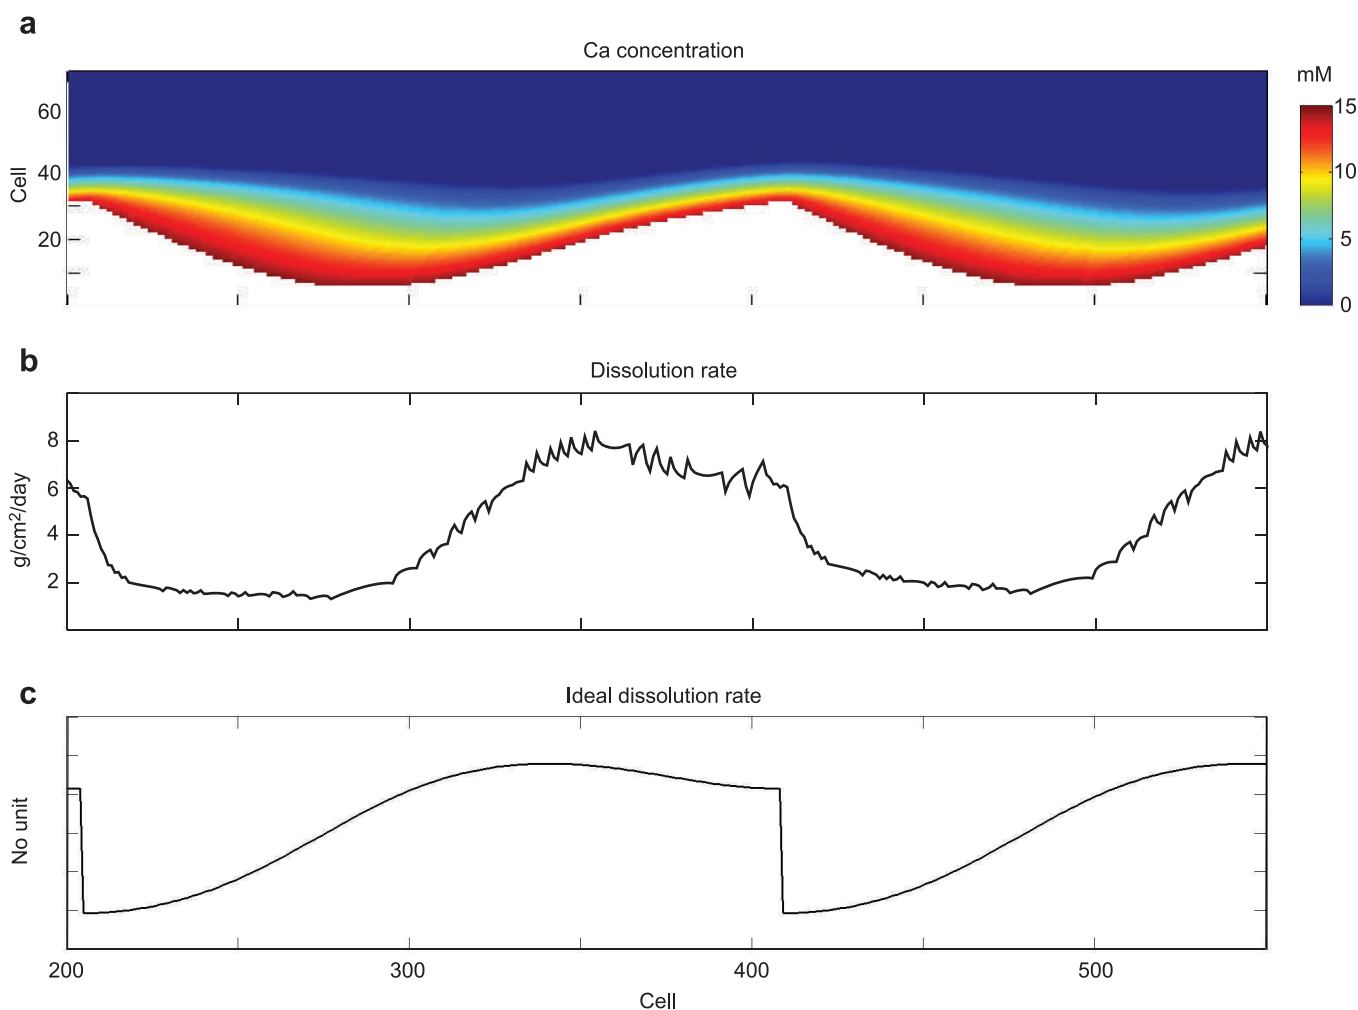 a
Ca concentration
mM
Cell
60
40
20
15
10
5
0
b
Dissolution rate
g/cm²/day
8
6
4
2
c
Ideal dissolution rate
No unit
200 300 400 500
Cell